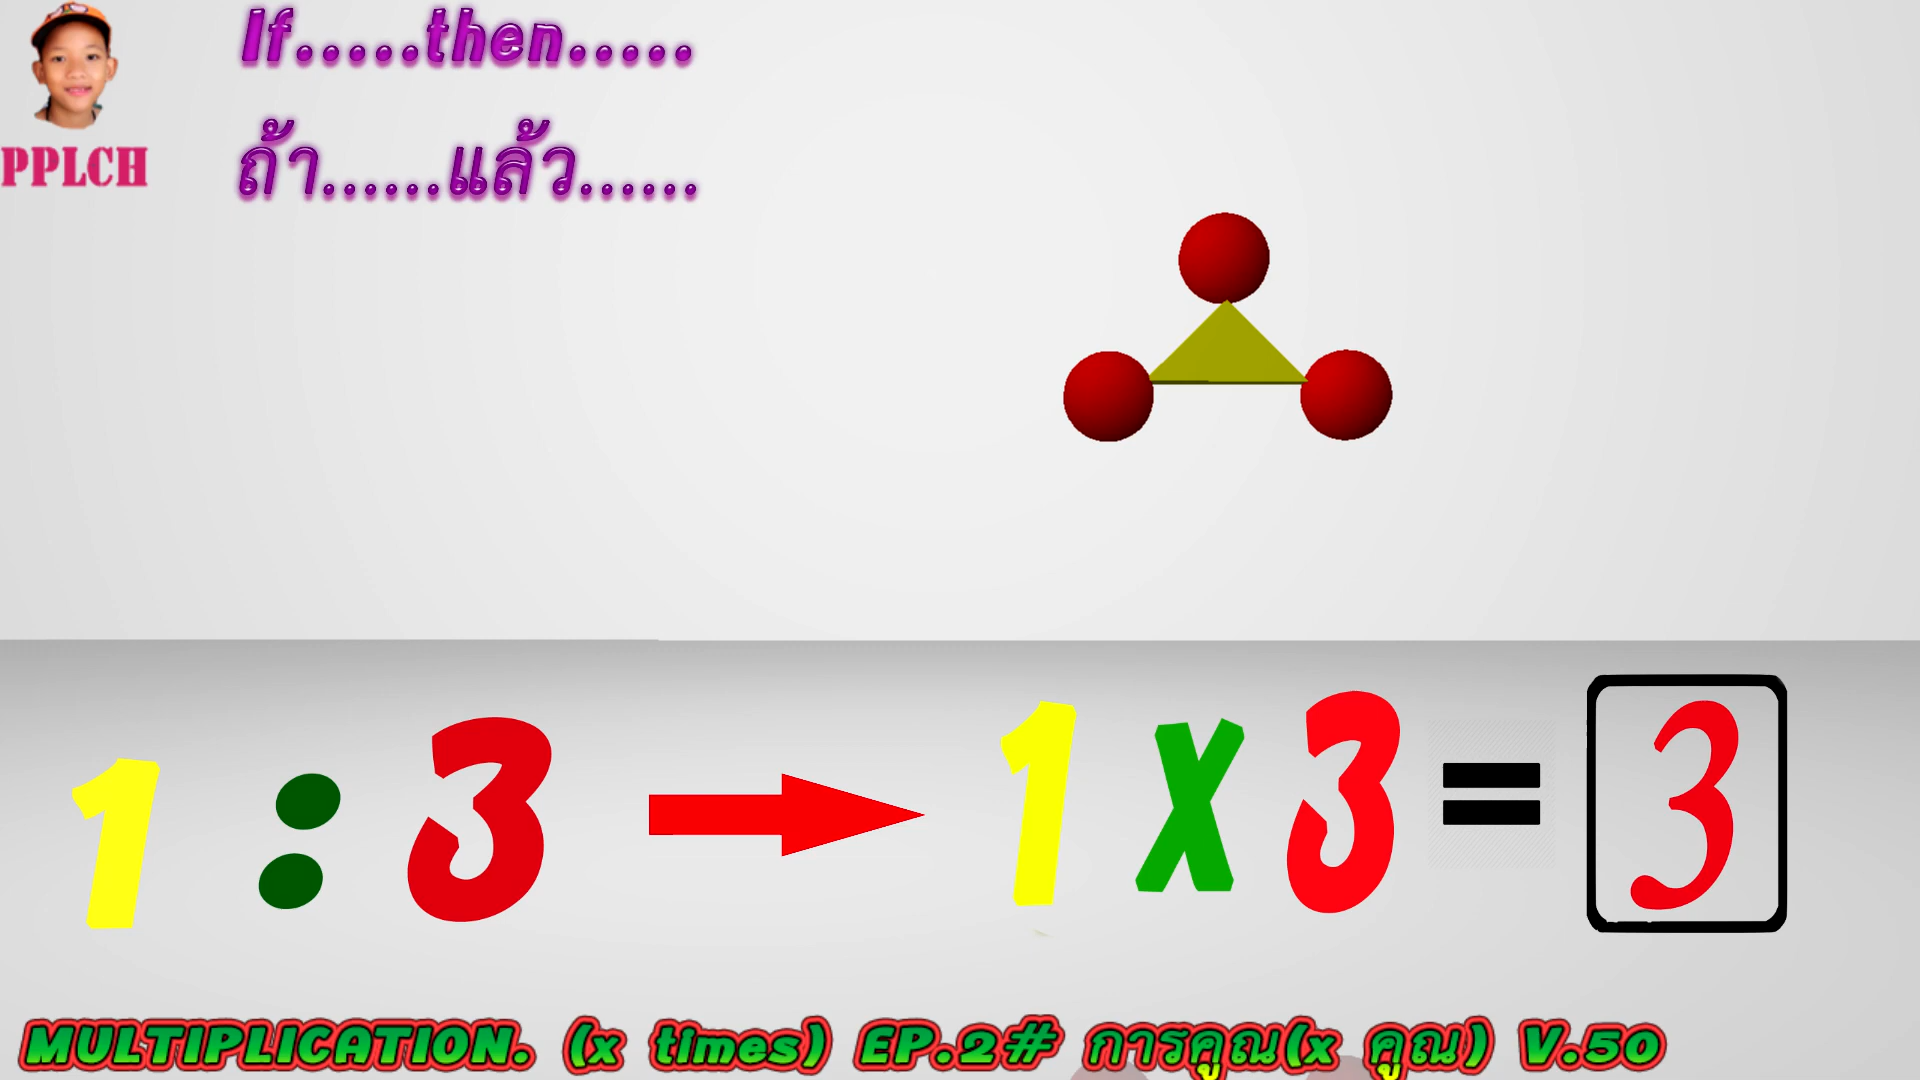 If.....then.....
ถ้า......แล้ว......
PPLCH
1 : 3 → 1 x 3 = 3
MULTIPLICATION. (x times) EP.2# การคูณ(x คูณ) V.50